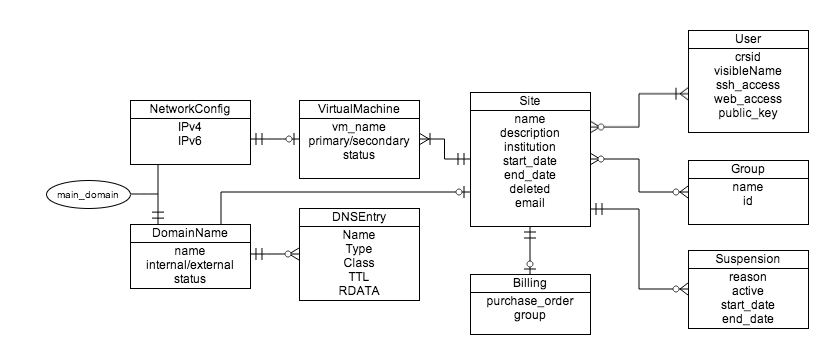 User
crsid
visibleName
ssh_access
web_access
public_key
NetworkConfig
IPv4
IPv6
VirtualMachine
vm_name
primary/secondary
status
Site
name
description
institution
start_date
end_date
deleted
email
Group
name
id
main_domain
DomainName
name
internal/external
status
DNSEntry
Name
Type
Class
TTL
RDATA
Billing
purchase_order
group
Suspension
reason
active
start_date
end_date